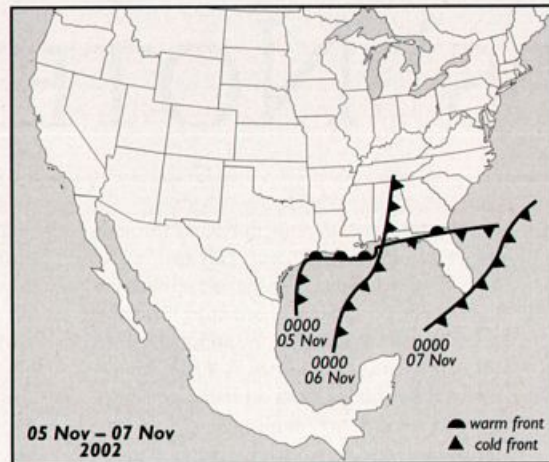 0000
05 Nov
0000
06 Nov
0000
07 Nov
05 Nov – 07 Nov
2002
warm front
cold front